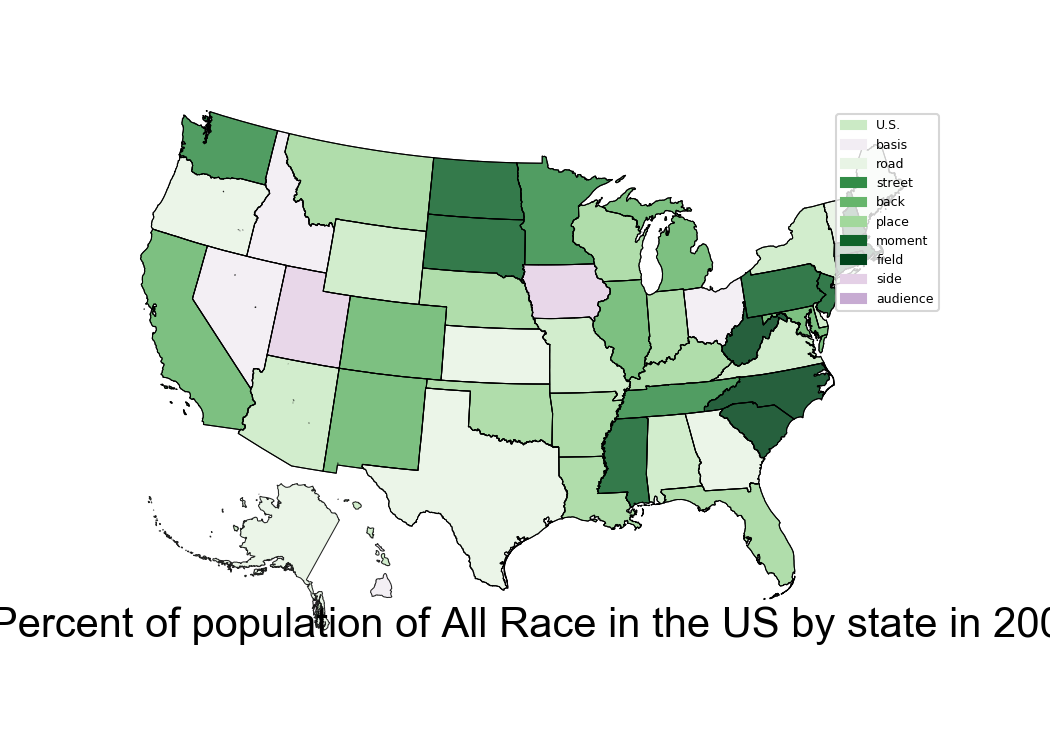 U.S.
basis
road
street
back
place
moment
field
side
audience
Percent of population of All Race in the US by state in 200